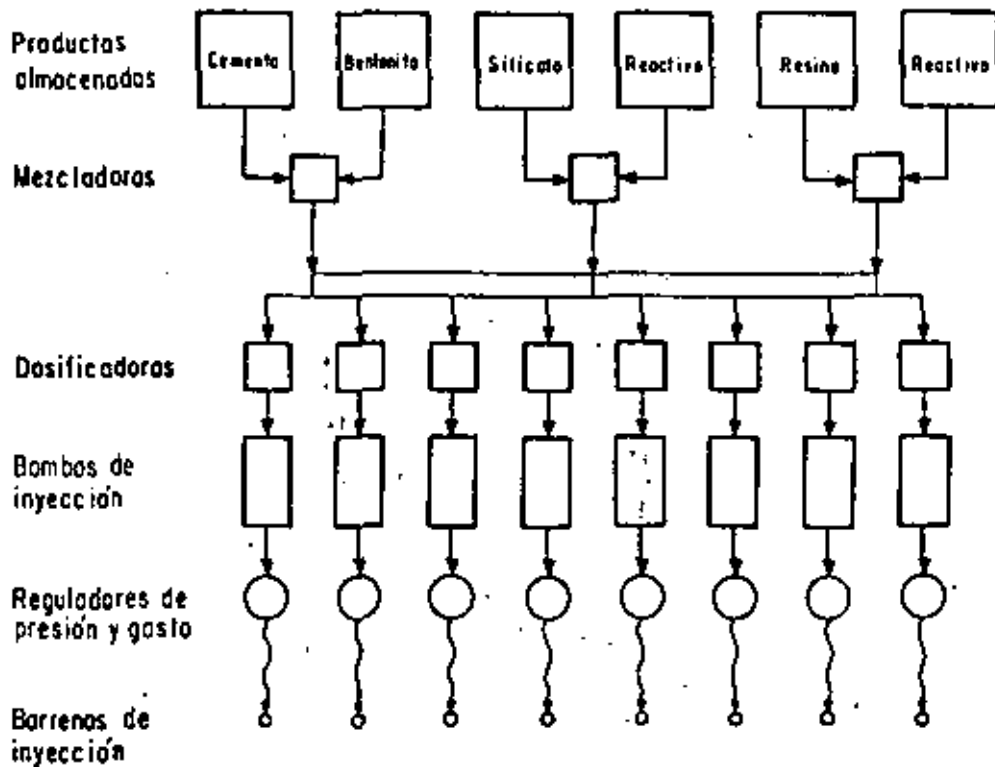 Productos
almacenados
Cemento
Bentonita
Silicato
Reactivo
Resina
Reactivo
Mezcladoras
Dosificadoras
Bombas de
inyección
Reguladores de
presión y gasto
Barrenos de
inyección